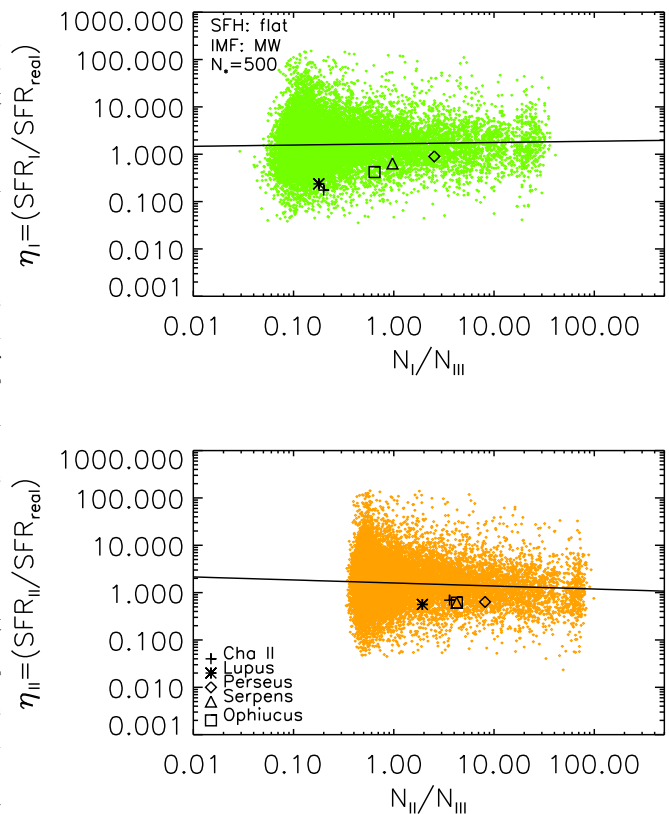 SFH: flat
IMF: MW
N*=500
1000.000
100.000
10.000
1.000
0.100
0.010
0.001
η_I=(SFR_I/SFR_real)
0.01 0.10 1.00 10.00 100.00
N_I/N_III
1000.000
100.000
10.000
1.000
0.100
0.010
0.001
η_II=(SFR_II/SFR_real)
Cha II
Lupus
Perseus
Serpens
Ophiucus
0.01 0.10 1.00 10.00 100.00
N_II/N_III